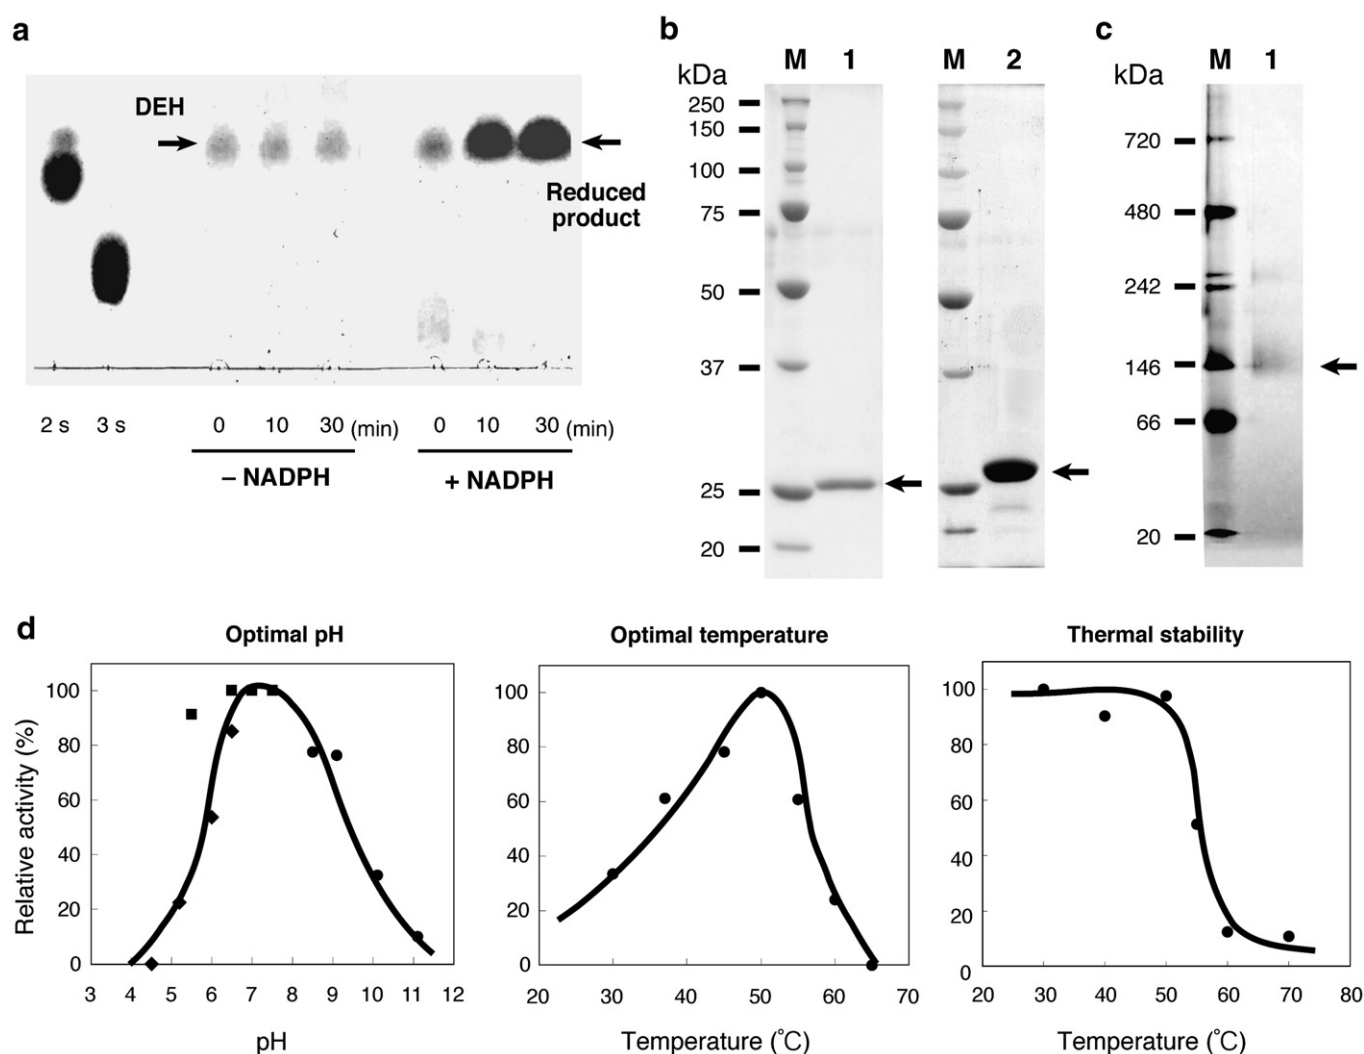 a
DEH
Reduced
product
2 s 3 s 0 10 30 (min) 0 10 30 (min)
– NADPH + NADPH
b
M 1 M 2
kDa
250
150
100
75
50
37
25
20
c
M 1
kDa
720
480
242
146
66
20
d
Optimal pH
Relative activity (%)
100
80
60
40
20
0
3 4 5 6 7 8 9 10 11 12
pH
Optimal temperature
100
80
60
40
20
0
20 30 40 50 60 70
Temperature (°C)
Thermal stability
100
80
60
40
20
0
20 30 40 50 60 70 80
Temperature (°C)